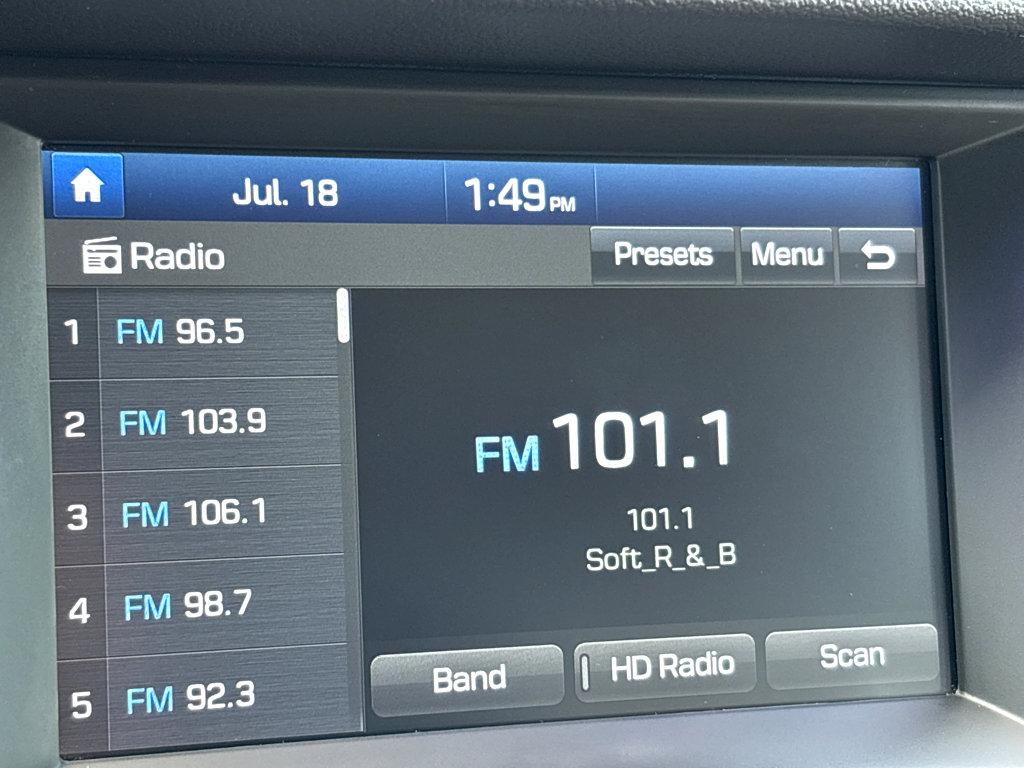 Jul. 18 1:49 PM
Radio Presets Menu
1 FM 96.5
2 FM 103.9
3 FM 106.1
4 FM 98.7
5 FM 92.3
FM 101.1
101.1
Soft_R_&_B
Band HD Radio Scan